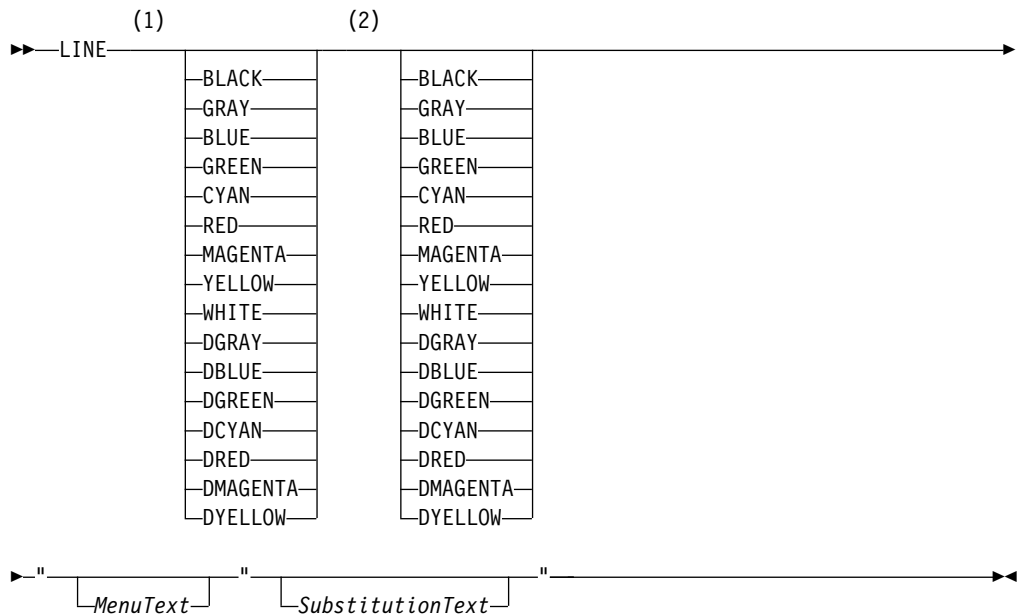 (1) (2)
LINE
BLACK BLACK
GRAY GRAY
BLUE BLUE
GREEN GREEN
CYAN CYAN
RED RED
MAGENTA MAGENTA
YELLOW YELLOW
WHITE WHITE
DGRAY DGRAY
DBLUE DBLUE
DGREEN DGREEN
DCYAN DCYAN
DRED DRED
DMAGENTA DMAGENTA
DYELLOW DYELLOW
" " "
MenuText SubstitutionText